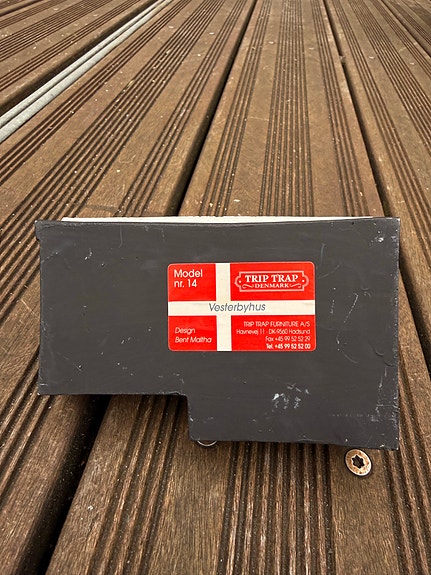 Model
nr. 14
TRIP TRAP
DENMARK
Vesterbyhus
Design
Bent Maltha
TRIP TRAP FURNITURE A/S
Havnevej 11 · DK-9560 Hadsund
Fax +45 99 52 52 29
Tel. +45 99 52 52 00